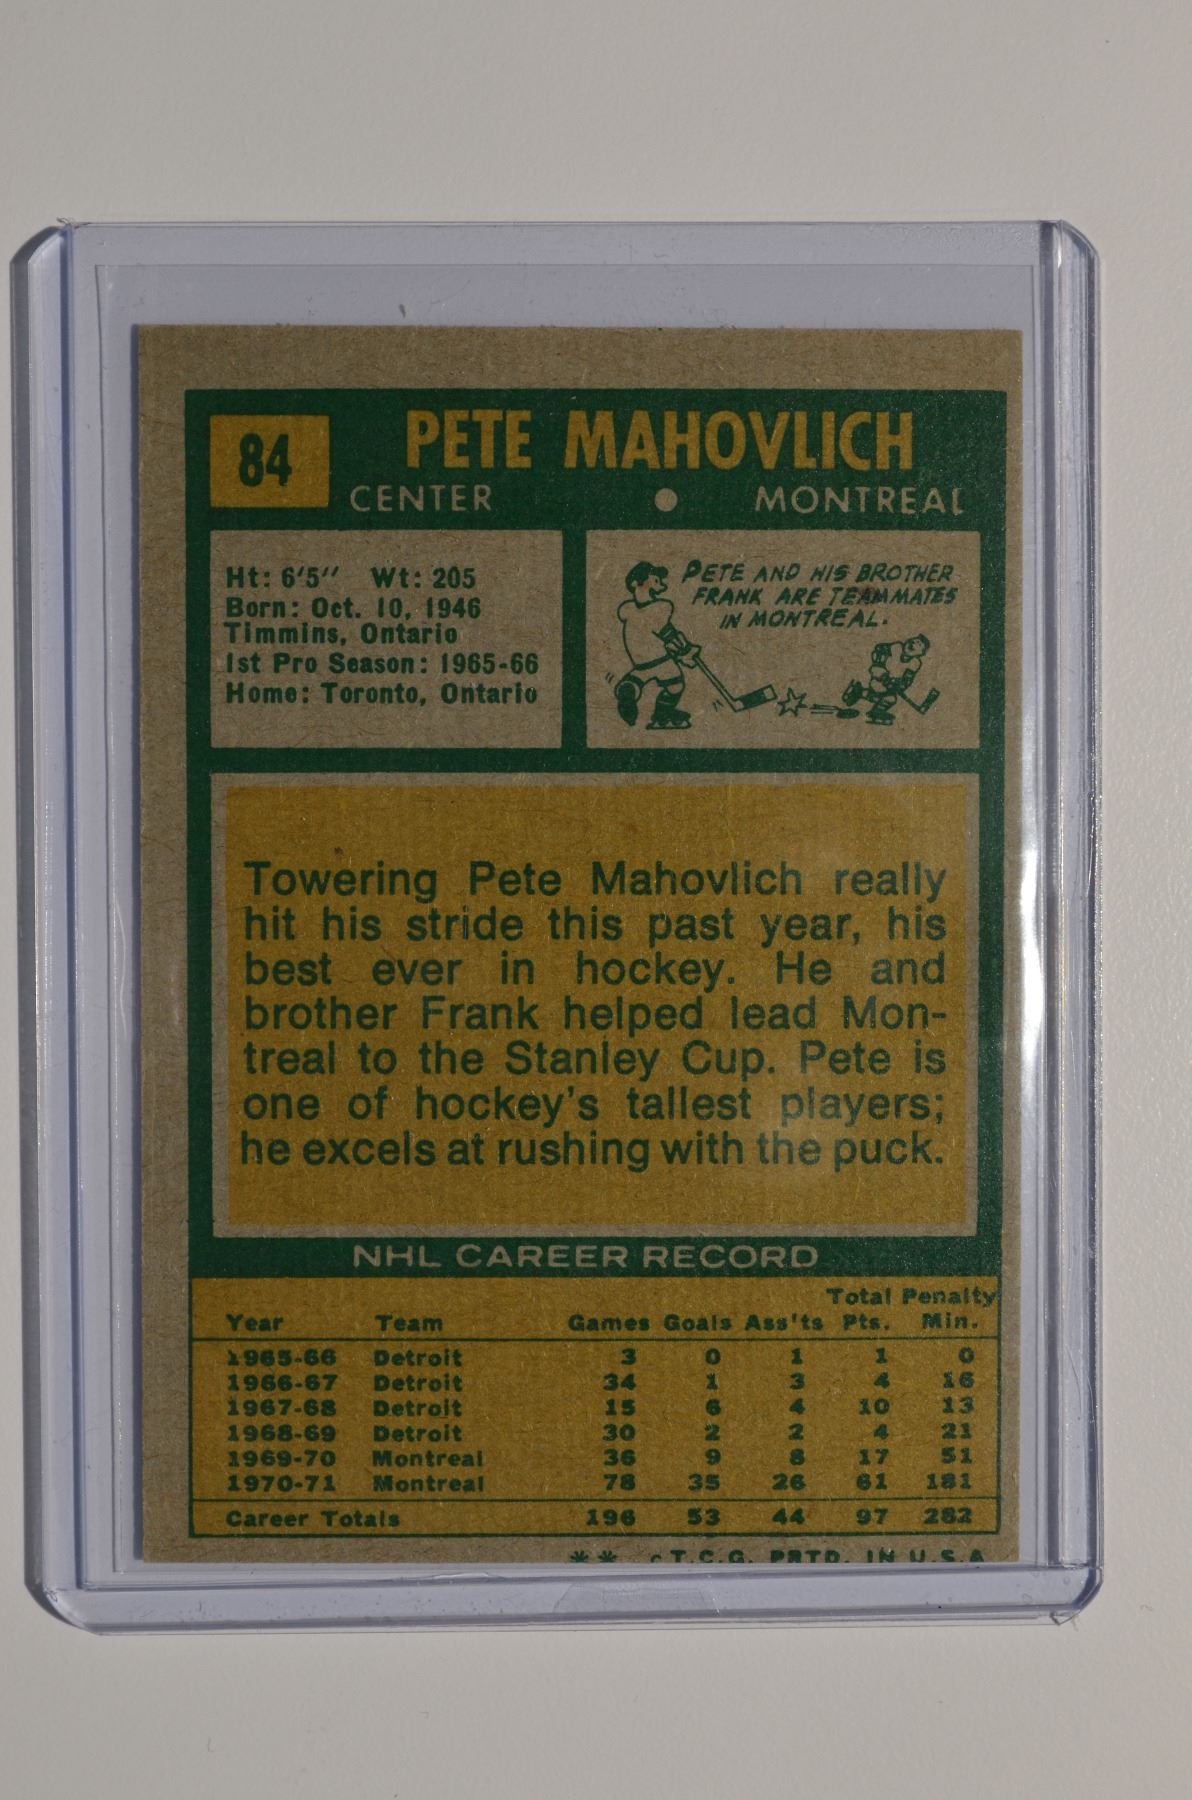 84 PETE MAHOVLICH
CENTER • MONTREAL
Ht: 6'5'' Wt: 205
Born: Oct. 10, 1946
Timmins, Ontario
1st Pro Season: 1965-66
Home: Toronto, Ontario
PETE AND HIS BROTHER
FRANK ARE TEAMMATES
IN MONTREAL.
Towering Pete Mahovlich really
hit his stride this past year, his
best ever in hockey. He and
brother Frank helped lead Mon-
treal to the Stanley Cup. Pete is
one of hockey's tallest players;
he excels at rushing with the puck.
NHL CAREER RECORD
Total Penalty
Year Team Games Goals Ass'ts Pts. Min.
1965-66 Detroit 3 0 1 1 0
1966-67 Detroit 34 1 3 4 16
1967-68 Detroit 15 6 4 10 13
1968-69 Detroit 30 2 2 4 21
1969-70 Montreal 36 9 8 17 51
1970-71 Montreal 78 35 26 61 181
Career Totals 196 53 44 97 282
** ©T.C.G. PRTD. IN U.S.A